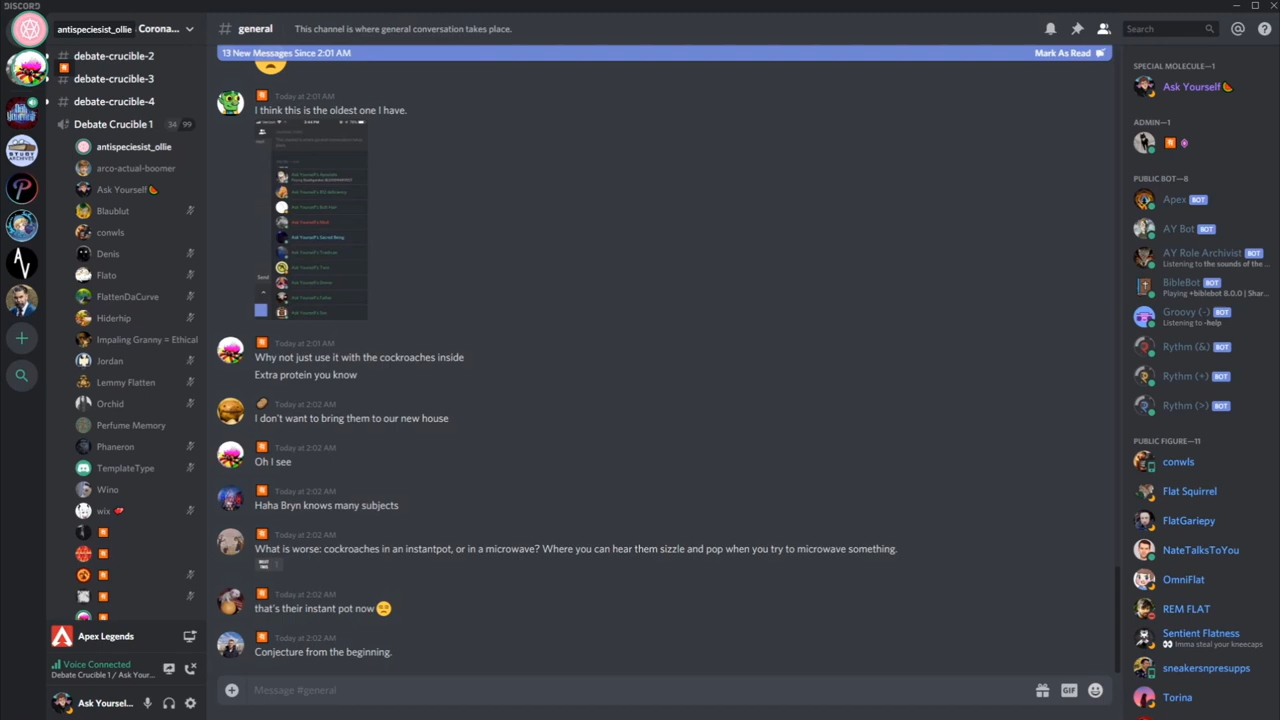 DISCORD
antispeciesist_ollie
Corona...
# debate-crucible-2
# debate-crucible-3
# debate-crucible-4
Debate Crucible 1 34 99
antispeciesist_ollie
arco-actual-boomer
Ask Yourself 🍉
Blaublut
conwls
Denis
Flato
FlattenDaCurve
Hiderhip
Impaling Granny = Ethical
Jordan
Lemmy Flatten
Orchid
Perfume Memory
Phaneron
TemplateType
Wino
wix
Apex Legends
Voice Connected
Debate Crucible 1 / Ask Your...
Ask Yoursel...
# general
This channel is where general conversation takes place.
Search
13 New Messages Since 2:01 AM
Mark As Read
Today at 2:01 AM
I think this is the oldest one I have.
Today at 2:01 AM
Why not just use it with the cockroaches inside
Extra protein you know
Today at 2:02 AM
I don't want to bring them to our new house
Today at 2:02 AM
Oh I see
Today at 2:02 AM
Haha Bryn knows many subjects
Today at 2:02 AM
What is worse: cockroaches in an instantpot, or in a microwave? Where you can hear them sizzle and pop when you try to microwave something.
1
Today at 2:02 AM
that's their instant pot now
Today at 2:02 AM
Conjecture from the beginning.
Message #general
GIF
SPECIAL MOLECULE—1
Ask Yourself 🍉
ADMIN—1
PUBLIC BOT—8
Apex BOT
AY Bot BOT
AY Role Archivist BOT
Listening to the sounds of the ...
BibleBot BOT
Playing +biblebot 8.0.0 | Shar...
Groovy (-) BOT
Listening to -help
Rythm (&) BOT
Rythm (+) BOT
Rythm (>) BOT
PUBLIC FIGURE—11
conwls
Flat Squirrel
FlatGariepy
NateTalksToYou
OmniFlat
REM FLAT
Sentient Flatness
👀 Imma steal your kneecaps
sneakersnpresupps
Torina